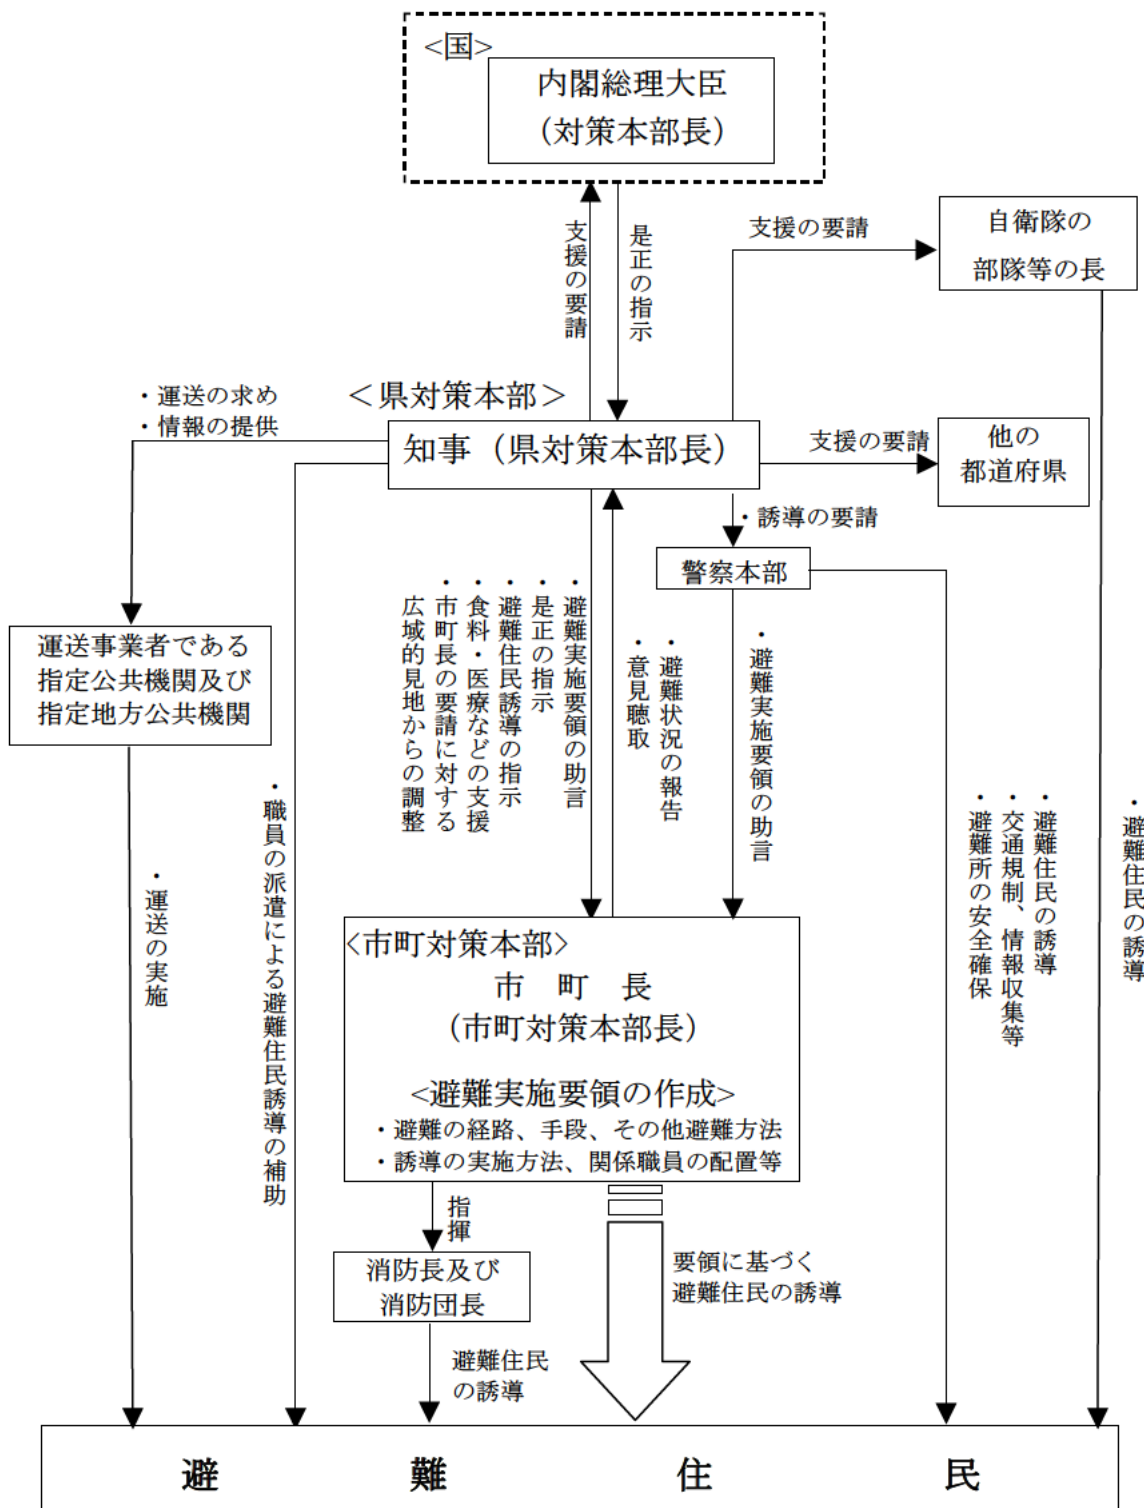 <国>
内閣総理大臣
（対策本部長）
支援の要請
是正の指示
支援の要請
自衛隊の
部隊等の長
・運送の求め
・情報の提供
＜県対策本部＞
知事（県対策本部長）
支援の要請
他の
都道府県
・誘導の要請
警察本部
運送事業者である
指定公共機関及び
指定地方公共機関
・避難実施要領の助言
・是正の指示
・避難住民誘導の指示
・食料・医療などの支援
・市町長の要請に対する
広域的見地からの調整
・避難状況の報告
・意見聴取
・避難実施要領の助言
・避難住民の誘導
・交通規制、情報収集等
・避難所の安全確保
・避難住民の誘導
・職員の派遣による避難住民誘導の補助
・運送の実施
<市町対策本部>
市　町　長
（市町対策本部長）
<避難実施要領の作成>
・避難の経路、手段、その他避難方法
・誘導の実施方法、関係職員の配置等
指揮
消防長及び
消防団長
要領に基づく
避難住民の誘導
避難住民
の誘導
避　難　住　民